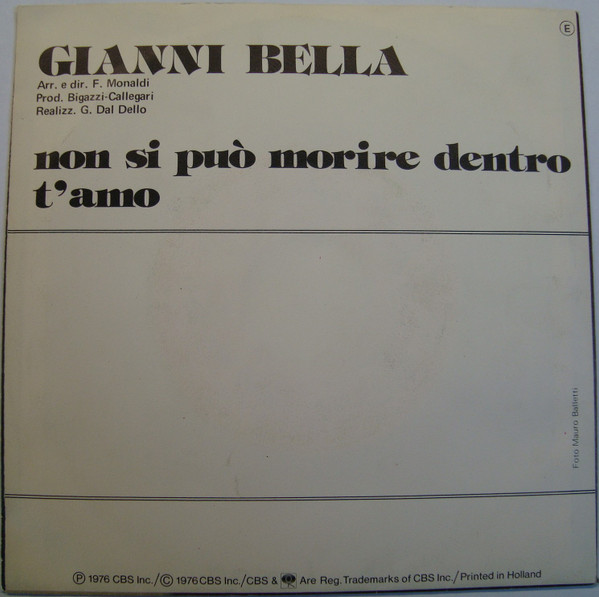 E
GIANNI BELLA
Arr. e dir. F. Monaldi
Prod. Bigazzi-Callegari
Realizz. G. Dal Dello
non si può morire dentro
t'amo
Foto Mauro Balletti
Ⓟ 1976 CBS Inc./Ⓒ 1976 CBS Inc./CBS & Are Reg. Trademarks of CBS Inc./Printed in Holland